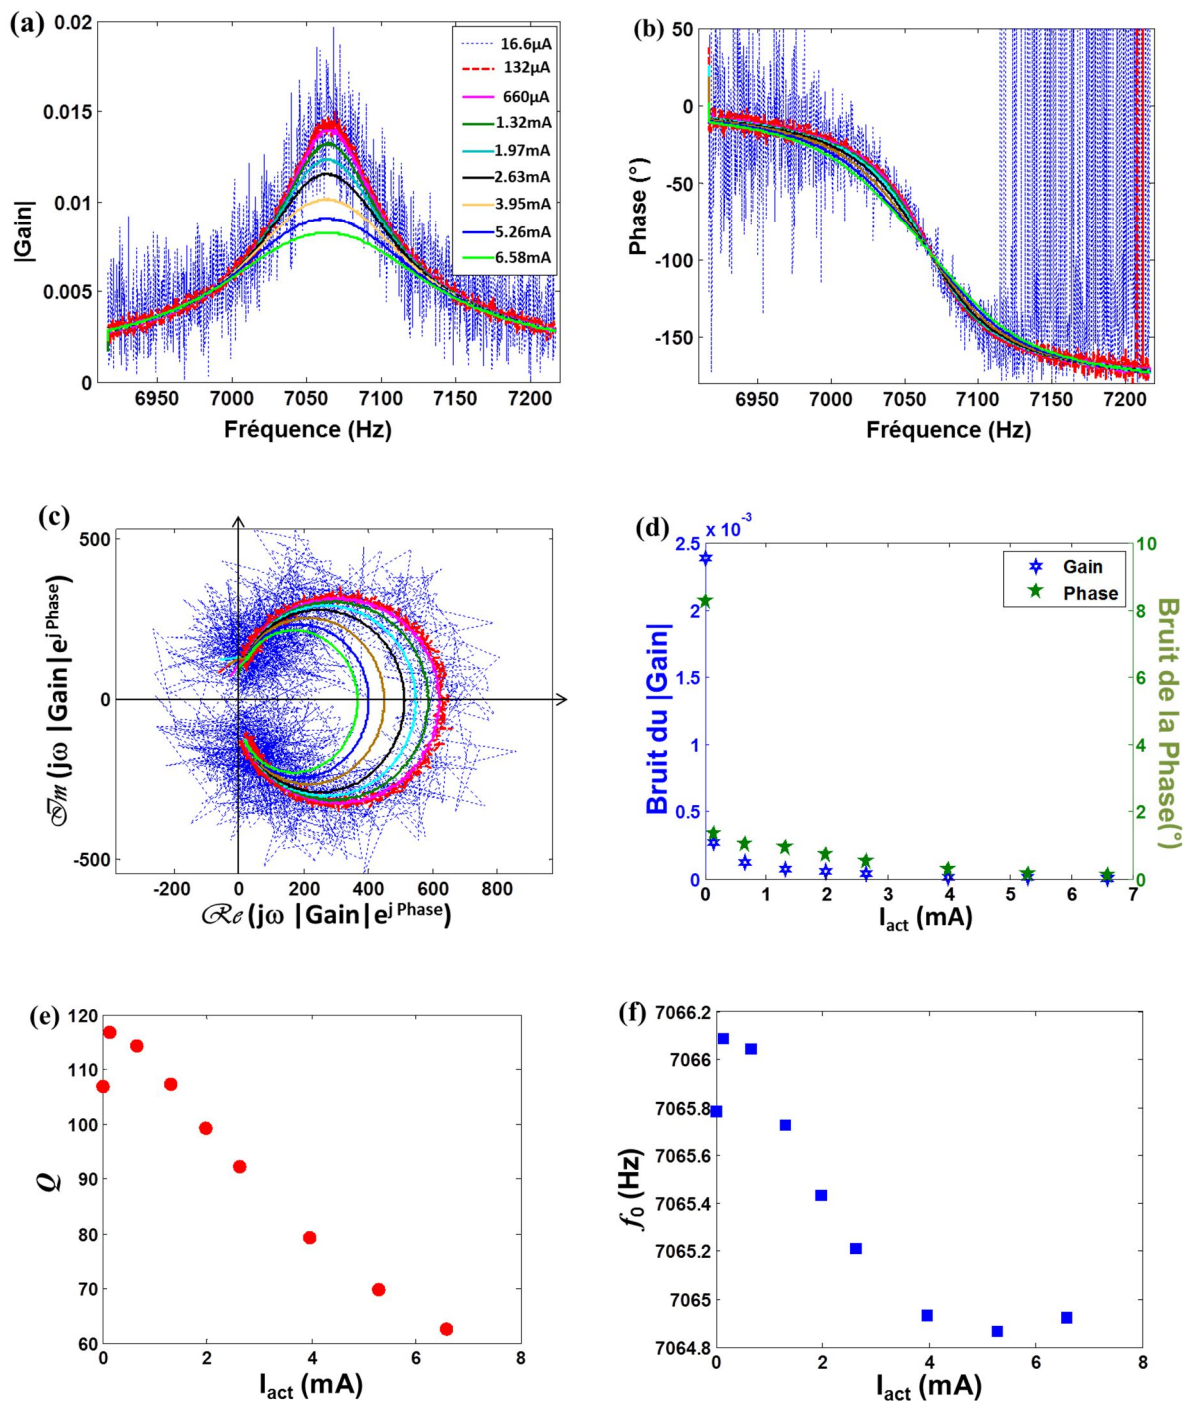 (a)
0.02
0.015
0.01
0.005
0
|Gain|
16.6µA
132µA
660µA
1.32mA
1.97mA
2.63mA
3.95mA
5.26mA
6.58mA
6950 7000 7050 7100 7150 7200
Fréquence (Hz)
(b)
50
0
-50
-100
-150
Phase (°)
6950 7000 7050 7100 7150 7200
Fréquence (Hz)
(c)
500
0
-500
ℑm (jω |Gain|e^{j Phase})
-200 0 200 400 600 800
ℛe (jω |Gain|e^{j Phase})
(d)
x 10^{-3}
2.5
2
1.5
1
0.5
0
Bruit du |Gain|
Gain
Phase
10
8
6
4
2
0
Bruit de la Phase(°)
0 1 2 3 4 5 6 7
I_{act} (mA)
(e)
120
110
100
90
80
70
60
Q
0 2 4 6 8
I_{act} (mA)
(f)
7066.2
7066
7065.8
7065.6
7065.4
7065.2
7065
7064.8
f_0 (Hz)
0 2 4 6 8
I_{act} (mA)